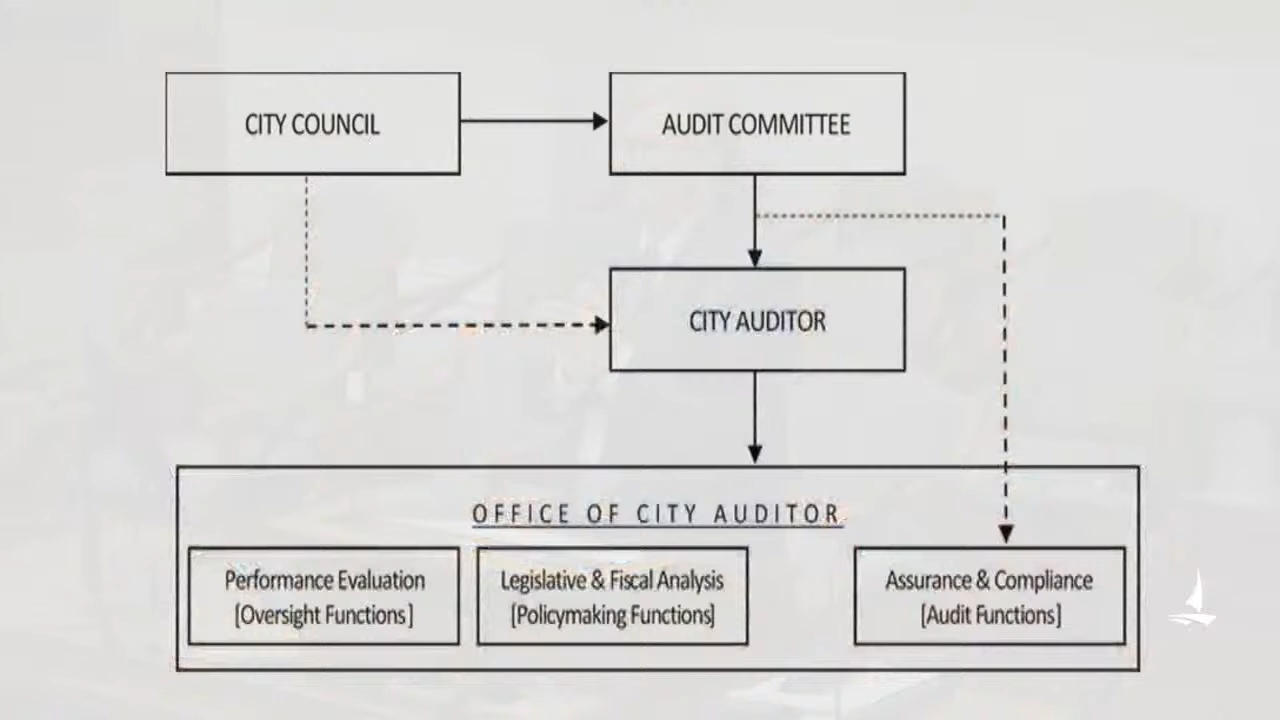 CITY COUNCIL
AUDIT COMMITTEE
CITY AUDITOR
OFFICE OF CITY AUDITOR
Performance Evaluation
[Oversight Functions]
Legislative & Fiscal Analysis
[Policymaking Functions]
Assurance & Compliance
[Audit Functions]